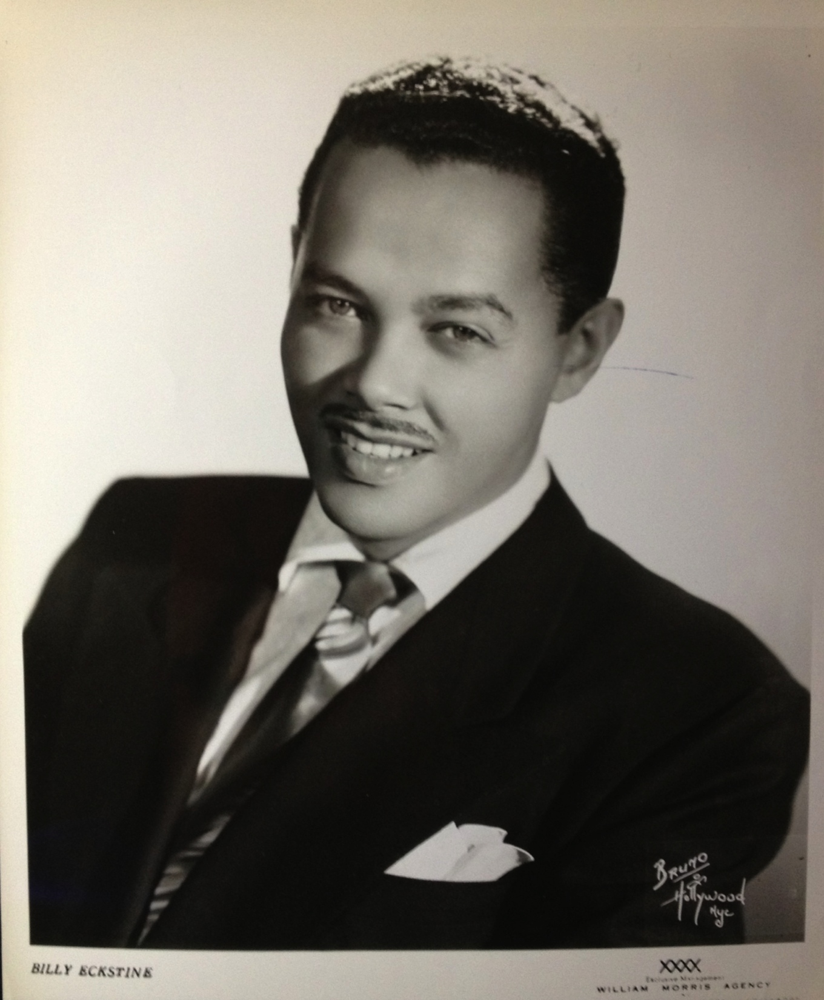 Bruno
of
Hollywood
Nyc
BILLY ECKSTINE
XXXX
Exclusive Management
WILLIAM MORRIS AGENCY